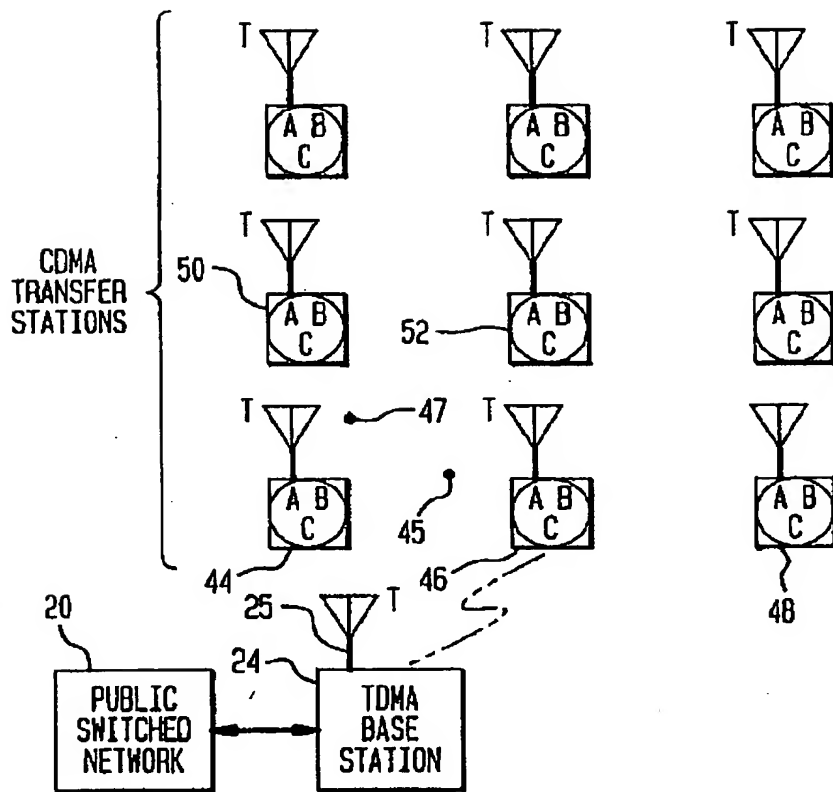 T T T
A B A B A B
C C C
T T T
50
CDMA
TRANSFER
STATIONS
A B 52 A B A B
C C C
T 47 T
A B A B A B
C 45 C C
44 46 48
20 25 T
24
PUBLIC
SWITCHED
NETWORK
TDMA
BASE
STATION